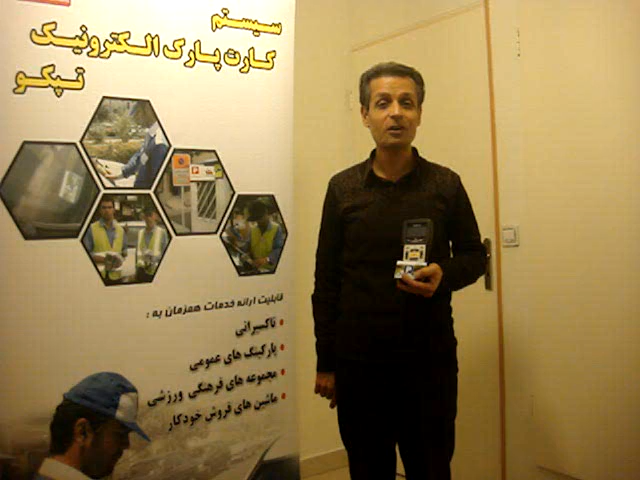 سیستم
کارت پارک الکترونیک
تپکو
قابلیت ارائه خدمات همزمان به :
• تاکسیرانی
• پارکینگ های عمومی
• مجموعه های فرهنگی ورزشی
• ماشین های فروش خودکار